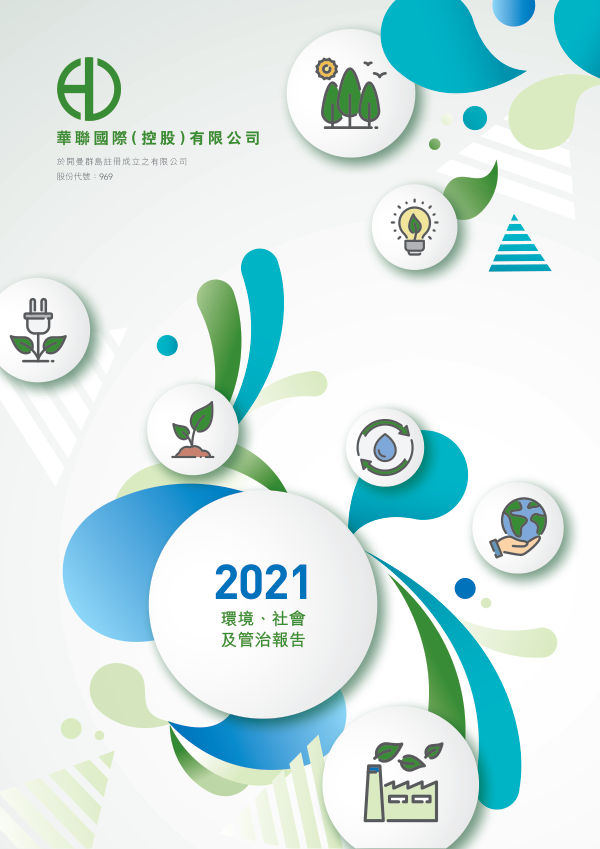 華聯國際(控股)有限公司
於開曼群島註冊成立之有限公司
股份代號：969
2021
環境、社會
及管治報告